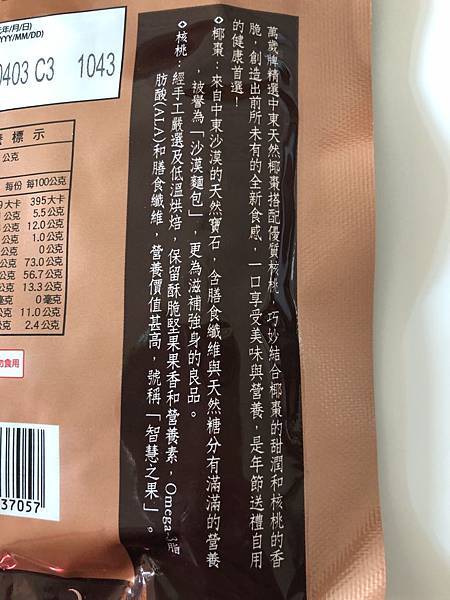 元年/月/日)
YYYY/MM/DD)
0403 C3 1043
標示
公克
每份 每100公克
大卡 395大卡
公克 5.5公克
公克 12.0公克
公克 1.0公克
公克 0公克
公克 73.0公克
公克 56.7公克
公克 13.3公克
毫克 0毫克
公克 11.0公克
公克 2.4公克
勿食用
37057
萬歲牌精選中東天然椰棗搭配優質核桃，巧妙結合椰棗的甜潤和核桃的香
脆，創造出前所未有的全新食感，一口享受美味與營養，是年節送禮自用
的健康首選！
椰棗：來自中東沙漠的天然寶石，含膳食纖維與天然糖分有滿滿的營養
，被譽為「沙漠麵包」，更為滋補強身的良品。
核桃：經手工嚴選及低溫烘焙，保留酥脆堅果果香和營養素，Omega-3脂
肪酸(ALA)和膳食纖維，營養價值甚高，號稱「智慧之果」。